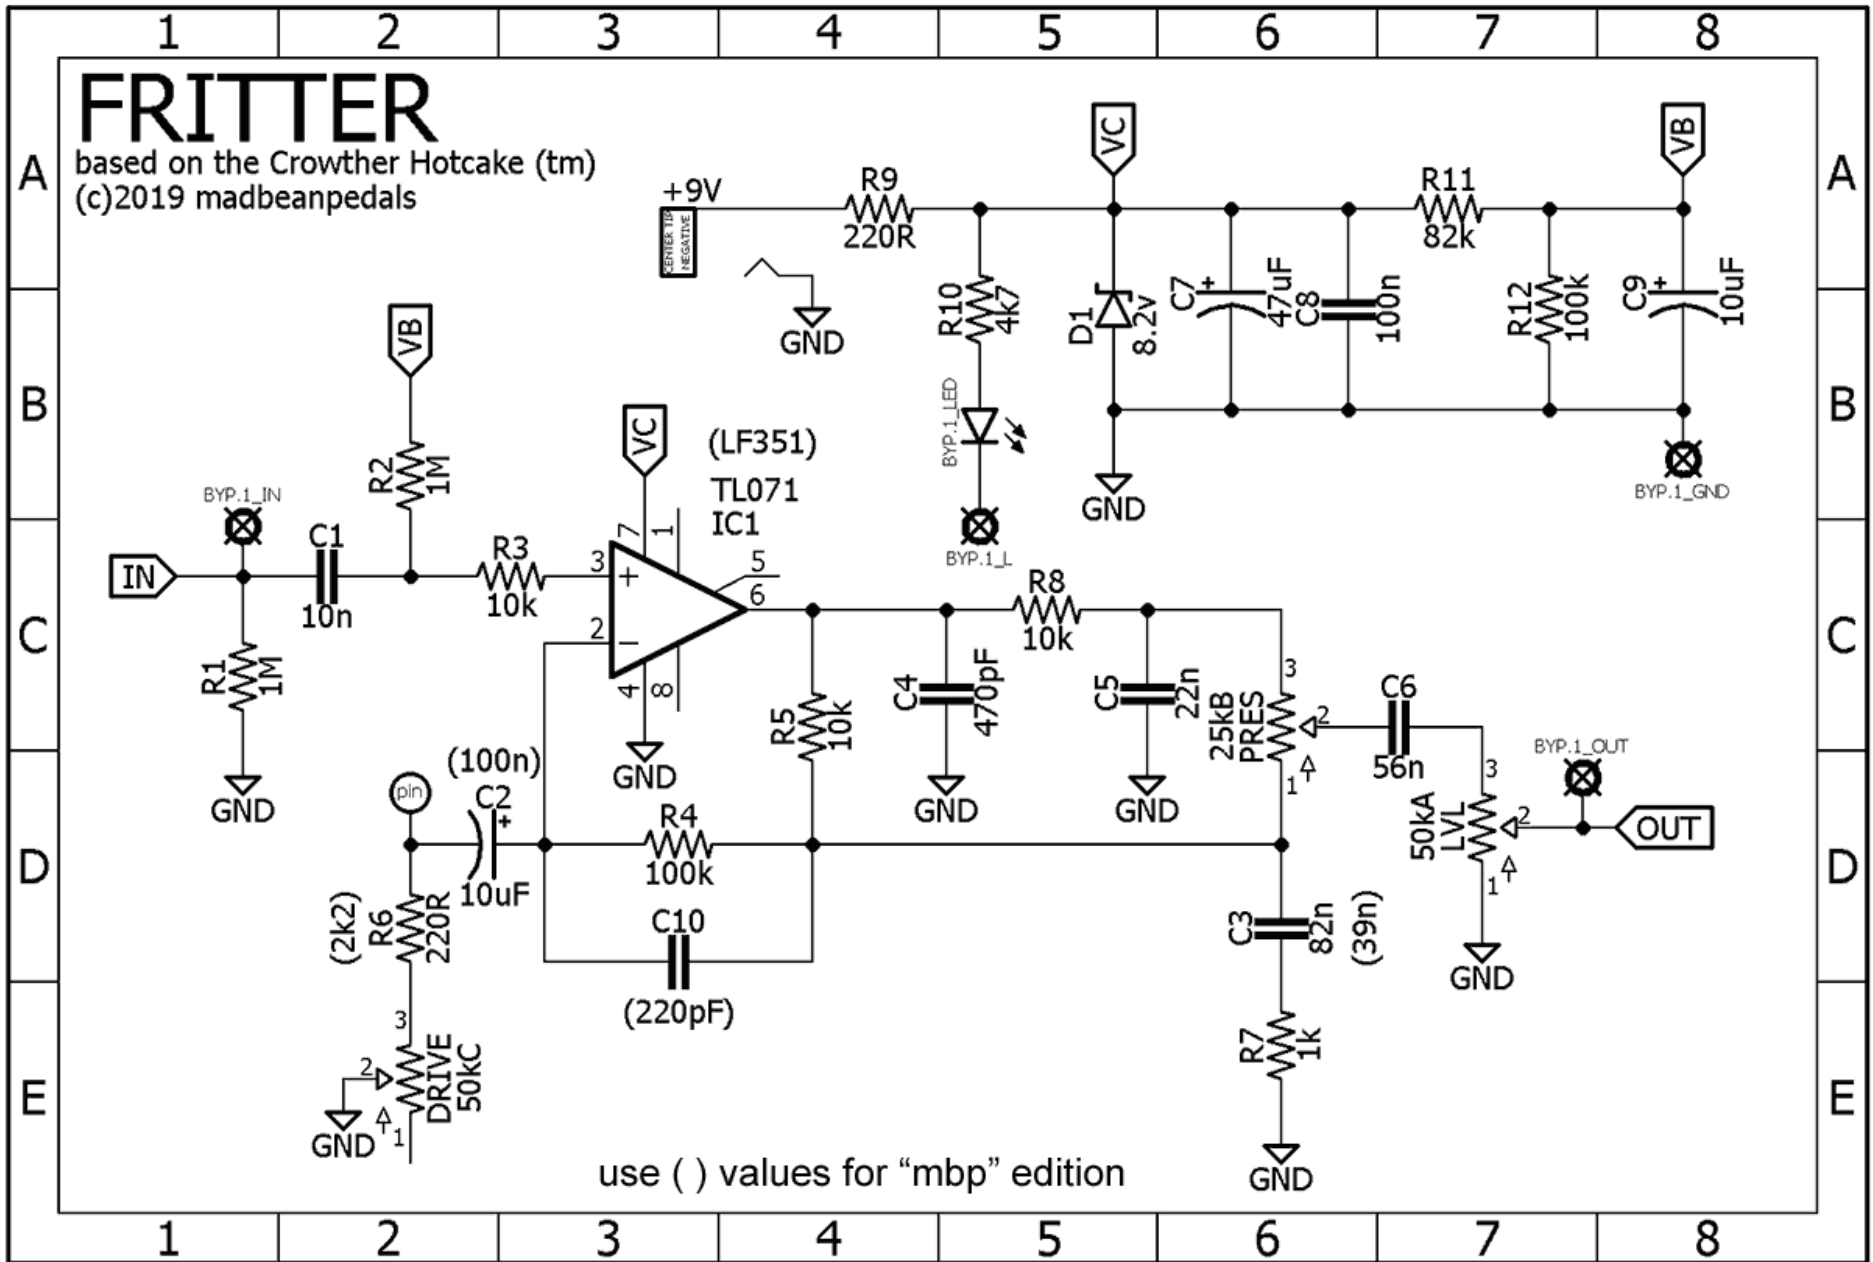 1 2 3 4 5 6 7 8
FRITTER
based on the Crowther Hotcake (tm)
(c)2019 madbeanpedals
A
A
+9V
CENTER TIP
NEGATIVE
R9
220R
VC
R11
82k
VB
GND
R10
4k7
D1
8.2v
C7
+
47uF
C8
100n
R12
100k
C9
+
10uF
B
B
VB
R2
1M
VC
(LF351)
TL071
IC1
BYP.1_LED
BYP.1_L
GND
BYP.1_GND
BYP.1_IN
IN
C1
10n
R3
10k
3
+
2
−
7
1
5
6
4
8
GND
C
C
R1
1M
GND
R5
10k
C4
470pF
GND
R8
10k
C5
22n
GND
3
25kB
PRES
2
1
C6
56n
BYP.1_OUT
3
50kA
LVL
2
1
OUT
GND
D
D
pin
(100n)
C2
+
10uF
R4
100k
C10
(220pF)
(2k2)
R6
220R
C3
82n
(39n)
E
E
3
DRIVE
50kC
2
1
GND
R7
1k
GND
use ( ) values for “mbp” edition
1 2 3 4 5 6 7 8